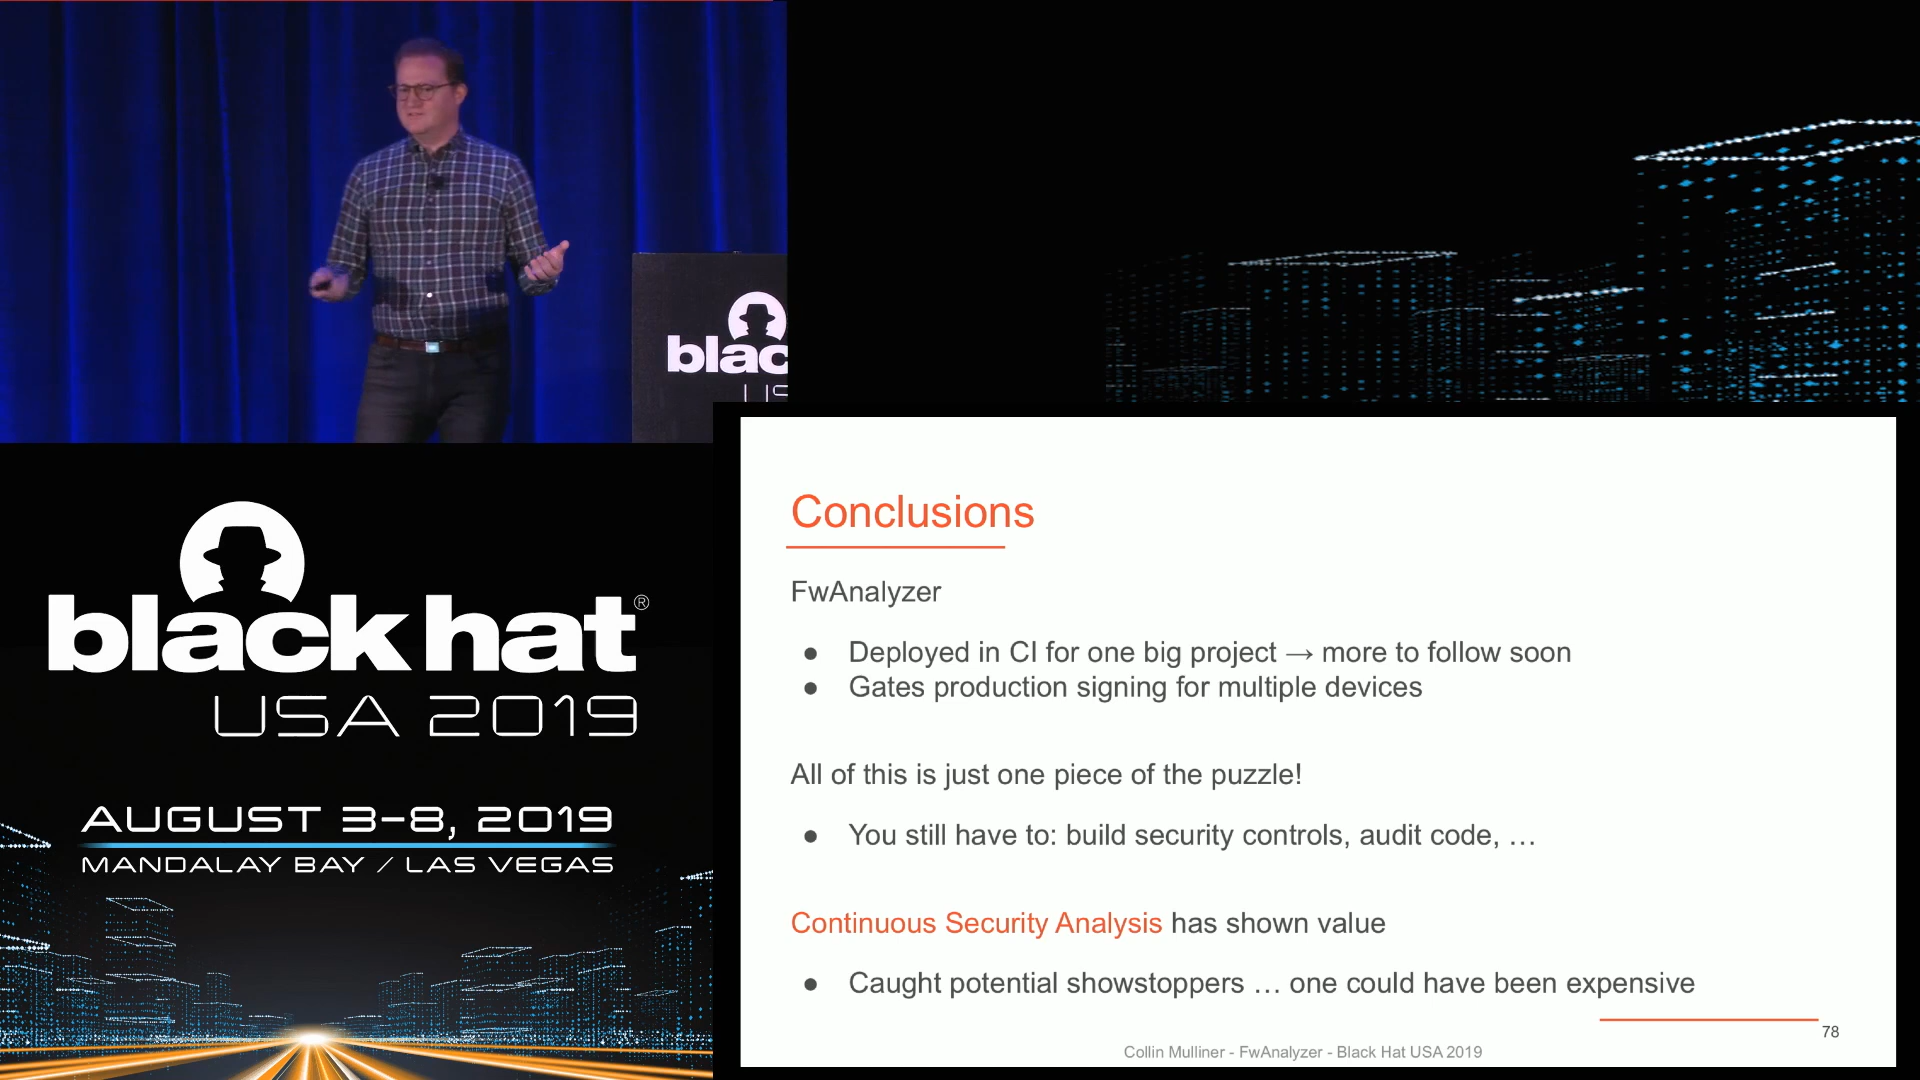 blac
US
blackhat®
USA 2019
AUGUST 3-8, 2019
MANDALAY BAY / LAS VEGAS
Conclusions
FwAnalyzer
● Deployed in CI for one big project → more to follow soon
● Gates production signing for multiple devices
All of this is just one piece of the puzzle!
● You still have to: build security controls, audit code, …
Continuous Security Analysis has shown value
● Caught potential showstoppers … one could have been expensive
78
Collin Mulliner - FwAnalyzer - Black Hat USA 2019